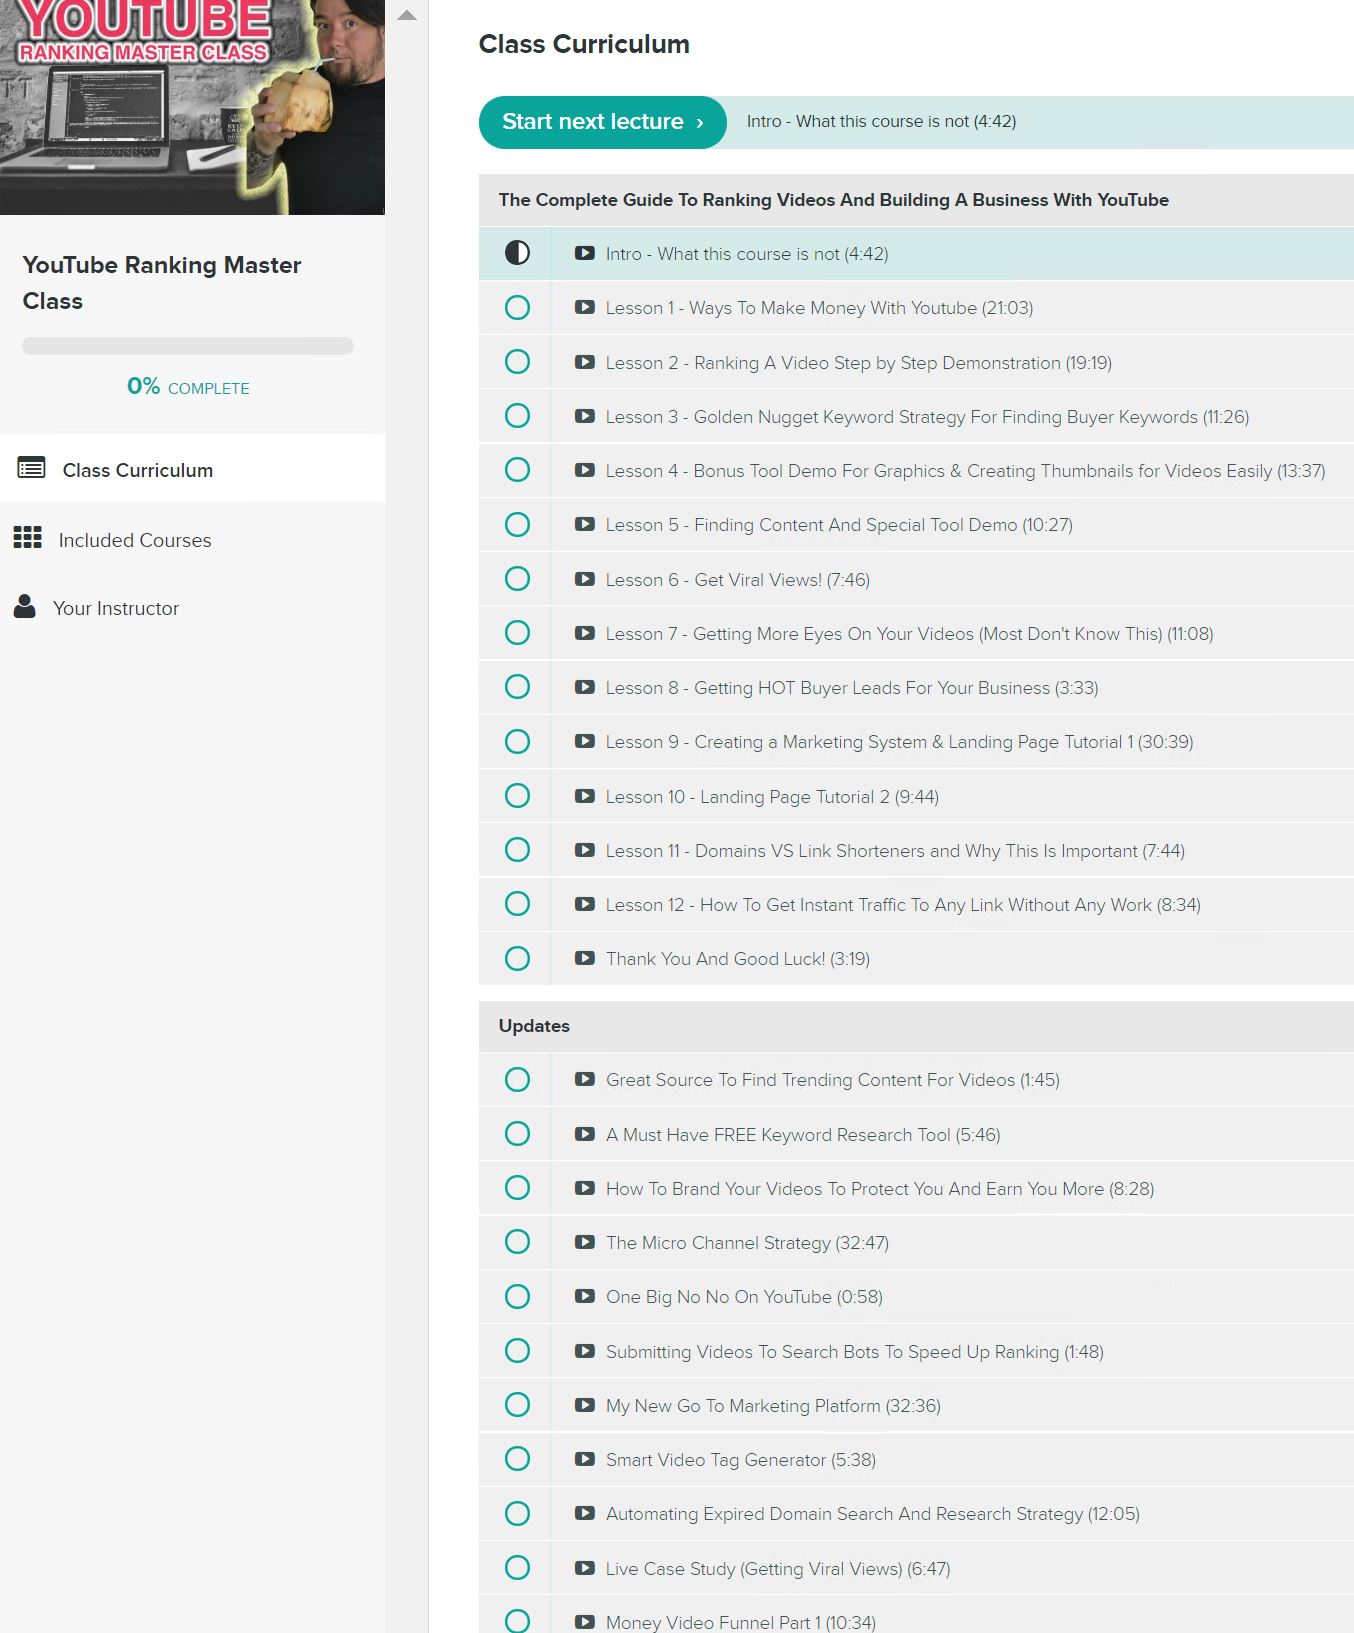 YOUTUBE
RANKING MASTER CLASS
YouTube Ranking Master
Class
0% COMPLETE
Class Curriculum
Included Courses
Your Instructor
Class Curriculum
Start next lecture ›
Intro - What this course is not (4:42)
The Complete Guide To Ranking Videos And Building A Business With YouTube
Intro - What this course is not (4:42)
Lesson 1 - Ways To Make Money With Youtube (21:03)
Lesson 2 - Ranking A Video Step by Step Demonstration (19:19)
Lesson 3 - Golden Nugget Keyword Strategy For Finding Buyer Keywords (11:26)
Lesson 4 - Bonus Tool Demo For Graphics & Creating Thumbnails for Videos Easily (13:37)
Lesson 5 - Finding Content And Special Tool Demo (10:27)
Lesson 6 - Get Viral Views! (7:46)
Lesson 7 - Getting More Eyes On Your Videos (Most Don't Know This) (11:08)
Lesson 8 - Getting HOT Buyer Leads For Your Business (3:33)
Lesson 9 - Creating a Marketing System & Landing Page Tutorial 1 (30:39)
Lesson 10 - Landing Page Tutorial 2 (9:44)
Lesson 11 - Domains VS Link Shorteners and Why This Is Important (7:44)
Lesson 12 - How To Get Instant Traffic To Any Link Without Any Work (8:34)
Thank You And Good Luck! (3:19)
Updates
Great Source To Find Trending Content For Videos (1:45)
A Must Have FREE Keyword Research Tool (5:46)
How To Brand Your Videos To Protect You And Earn You More (8:28)
The Micro Channel Strategy (32:47)
One Big No No On YouTube (0:58)
Submitting Videos To Search Bots To Speed Up Ranking (1:48)
My New Go To Marketing Platform (32:36)
Smart Video Tag Generator (5:38)
Automating Expired Domain Search And Research Strategy (12:05)
Live Case Study (Getting Viral Views) (6:47)
Money Video Funnel Part 1 (10:34)